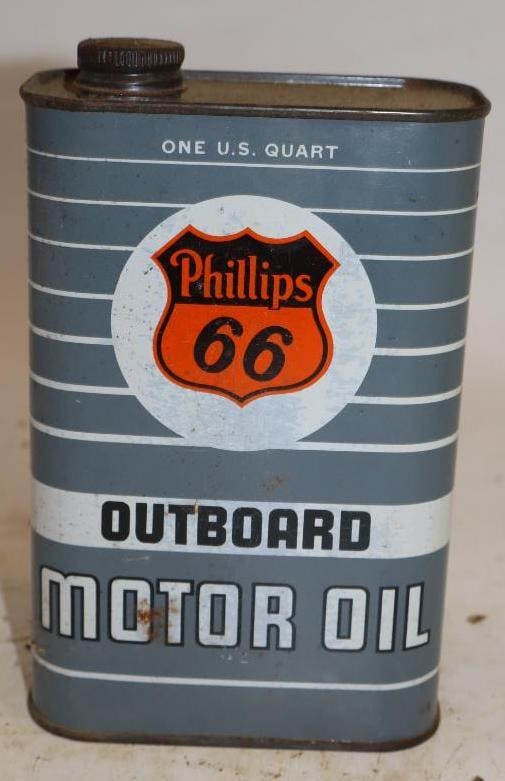 ONE U.S. QUART
Phillips
66
OUTBOARD
MOTOR OIL